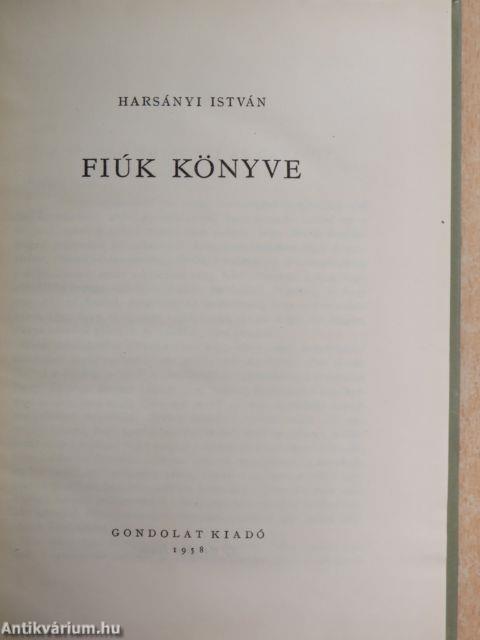 HARSÁNYI ISTVÁN
FIÚK KÖNYVE
GONDOLAT KIADÓ
1958
Antikvárium.hu